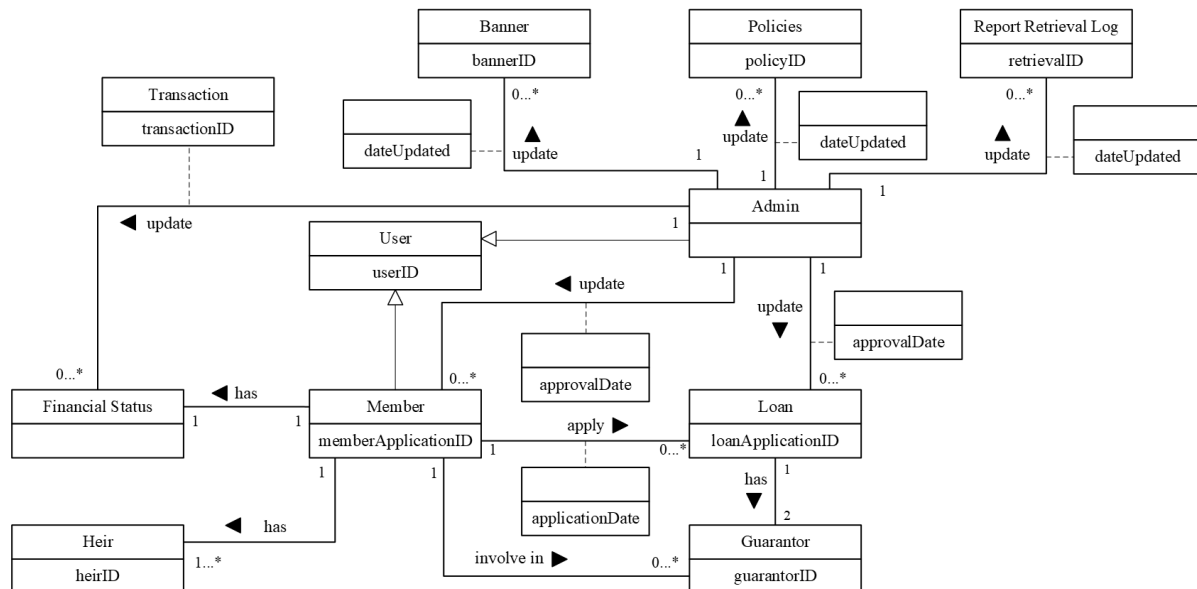 Banner
bannerID
Policies
policyID
Report Retrieval Log
retrievalID
Transaction
transactionID
0...*
0...*
0...*
dateUpdated
update
update
dateUpdated
update
dateUpdated
1
1
1
Admin
update
1
User
userID
1
1
update
update
approvalDate
approvalDate
0...*
0...*
0...*
Financial Status
has
1
1
Member
memberApplicationID
apply
1
0...*
Loan
loanApplicationID
applicationDate
1
1
1
has
2
Heir
heirID
has
1...*
involve in
0...*
Guarantor
guarantorID